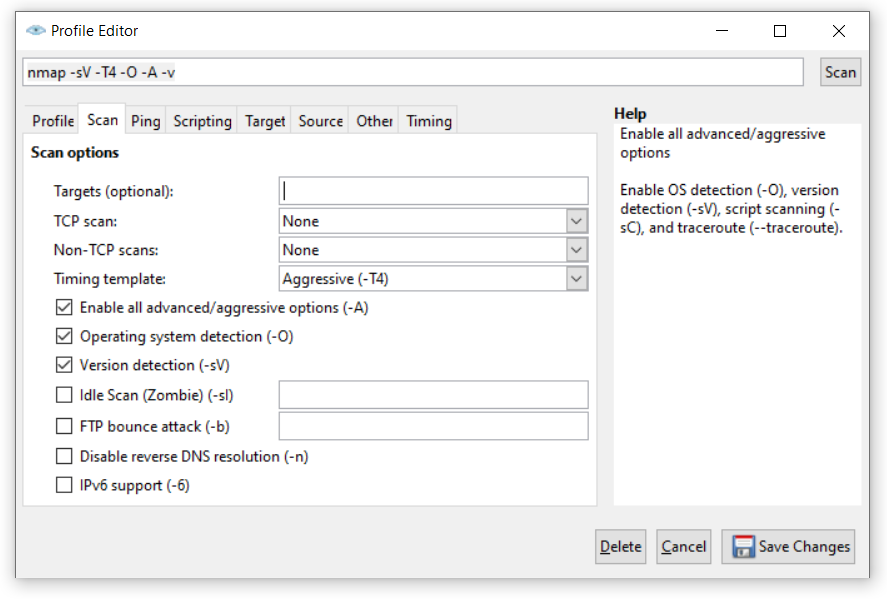 Profile Editor
nmap -sV -T4 -O -A -v
Scan
Profile Scan Ping Scripting Target Source Other Timing
Scan options
Targets (optional):
TCP scan: None
Non-TCP scans: None
Timing template: Aggressive (-T4)
Enable all advanced/aggressive options (-A)
Operating system detection (-O)
Version detection (-sV)
Idle Scan (Zombie) (-sI)
FTP bounce attack (-b)
Disable reverse DNS resolution (-n)
IPv6 support (-6)
Help
Enable all advanced/aggressive
options
Enable OS detection (-O), version
detection (-sV), script scanning (-
sC), and traceroute (--traceroute).
Delete Cancel Save Changes